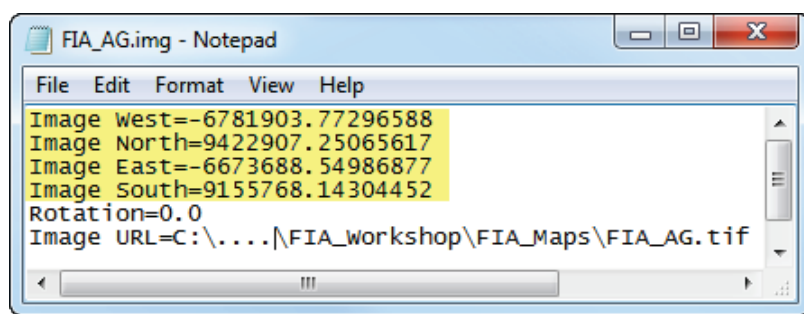 FIA_AG.img - Notepad
File Edit Format View Help
Image West=-6781903.77296588
Image North=9422907.25065617
Image East=-6673688.54986877
Image South=9155768.14304452
Rotation=0.0
Image URL=C:\....\FIA_Workshop\FIA_Maps\FIA_AG.tif